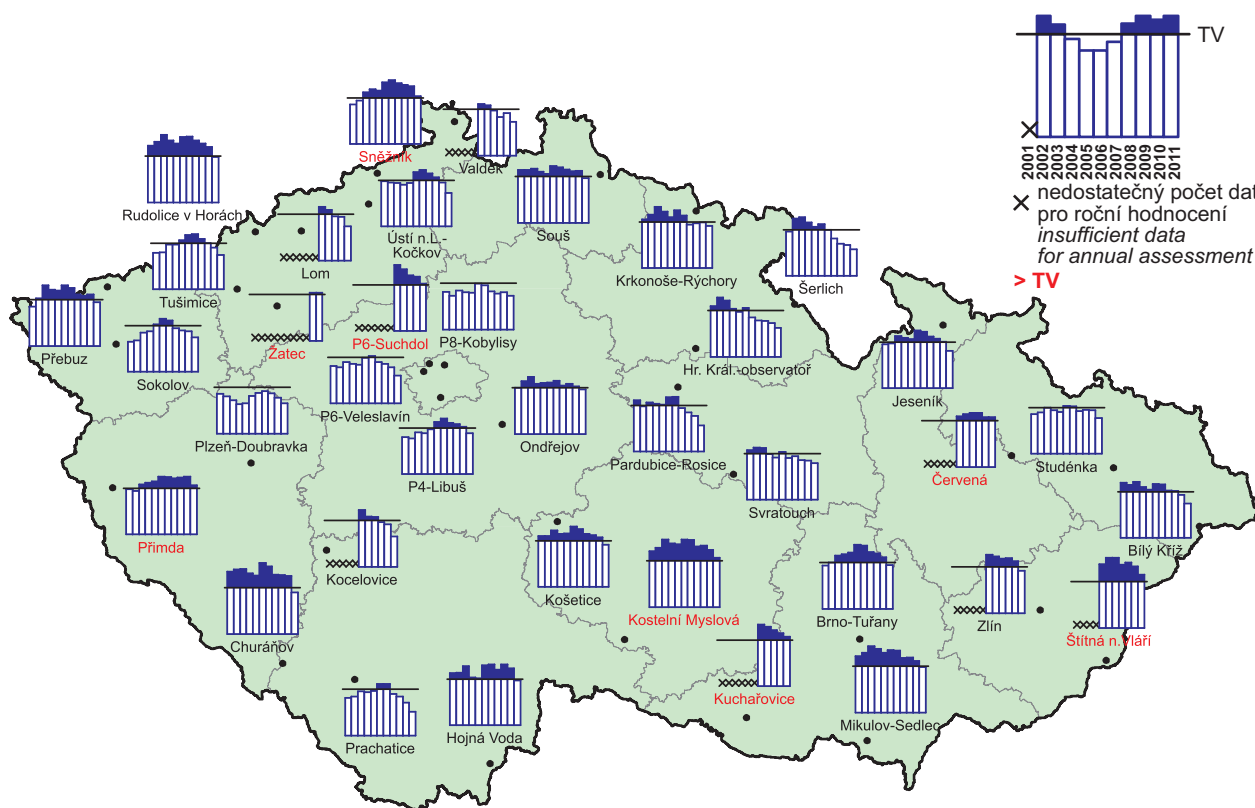 TV
2001
2002
2003
2004
2005
2006
2007
2008
2009
2010
2011
nedostatečný počet dat
pro roční hodnocení
insufficient data
for annual assessment
> TV
Sněžník
Valdek
Rudolice v Horách
Ústí n.L.-
Kočkov
Souš
Lom
Krkonoše-Rýchory
Šerlich
Tušimice
Přebuz
Sokolov
Žatec
P6-Suchdol
P8-Kobylisy
Hr. Král.-observatoř
Jeseník
P6-Veleslavín
Plzeň-Doubravka
Ondřejov
Pardubice-Rosice
P4-Libuš
Svratouch
Červená
Studénka
Přimda
Bílý Kříž
Kocelovice
Košetice
Kostelní Myslová
Brno-Tuřany
Zlín
Štítná n.Vláří
Churáňov
Kuchařovice
Mikulov-Sedlec
Prachatice
Hojná Voda